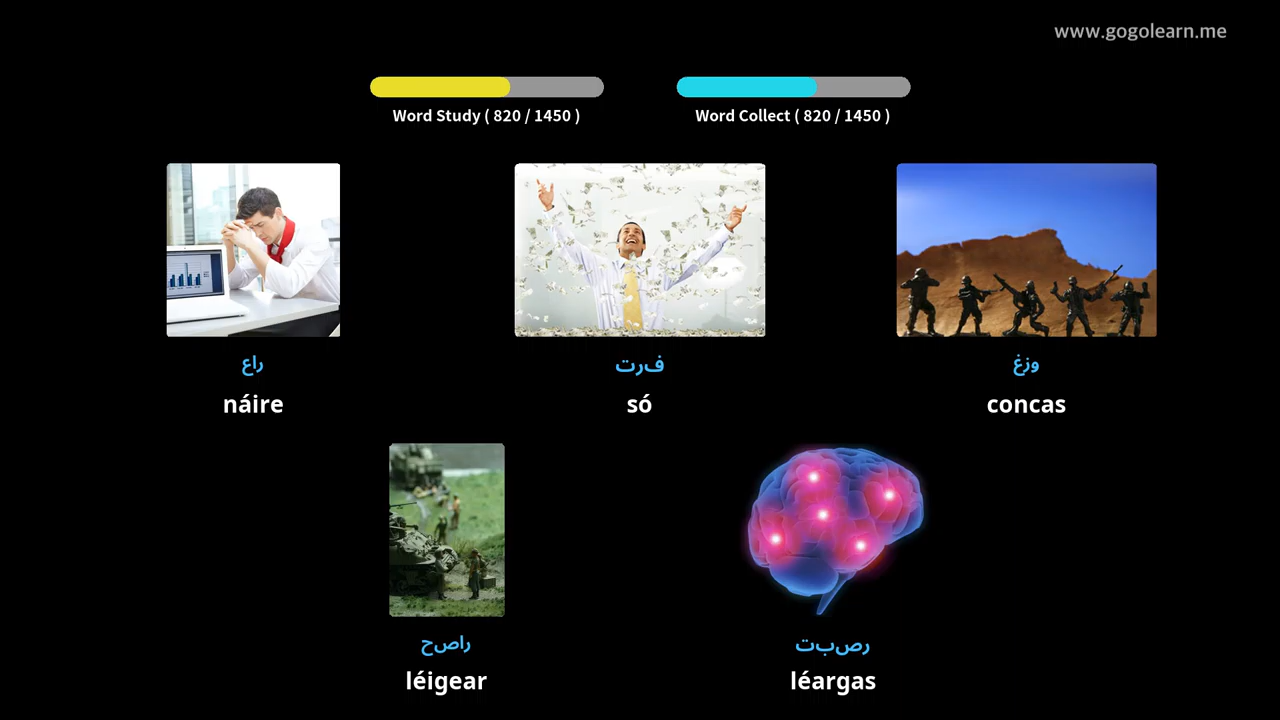 www.gogolearn.me
Word Study ( 820 / 1450 )
Word Collect ( 820 / 1450 )
راع
فرت
وزغ
náire
só
concas
راصح
رصبت
léigear
léargas